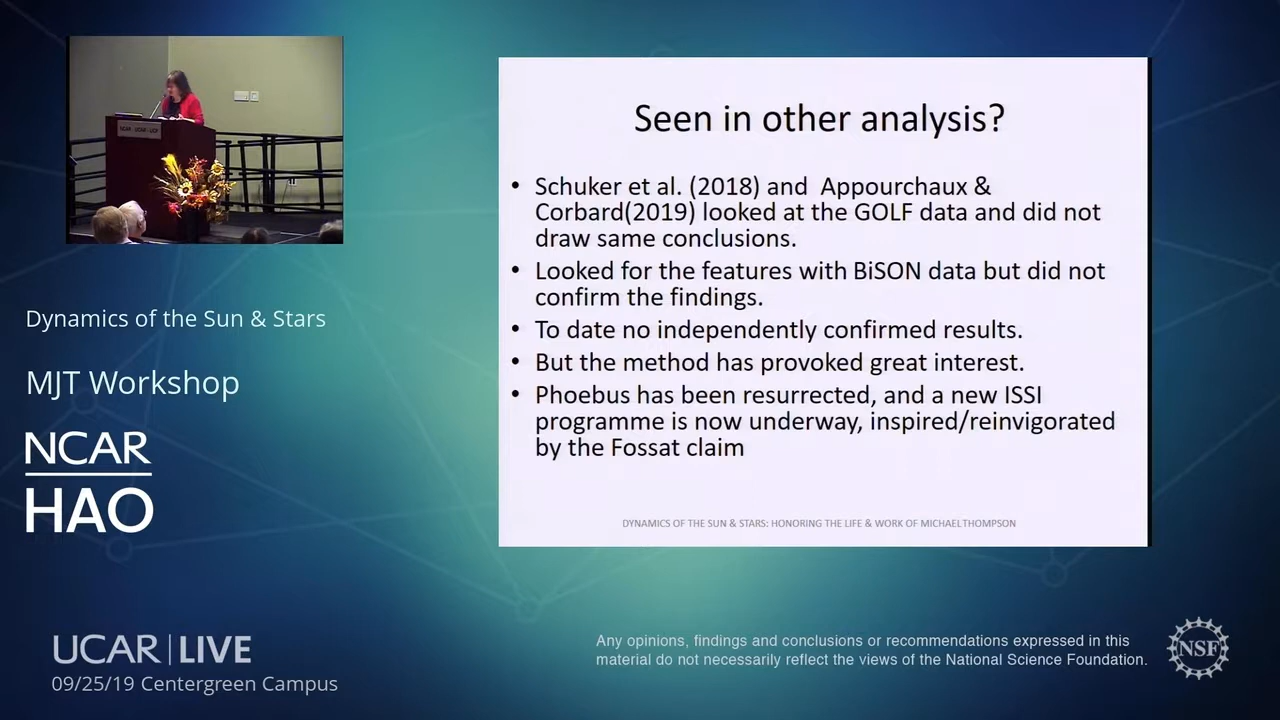 Seen in other analysis?
• Schuker et al. (2018) and Appourchaux &
Corbard(2019) looked at the GOLF data and did not
draw same conclusions.
• Looked for the features with BiSON data but did not
confirm the findings.
• To date no independently confirmed results.
• But the method has provoked great interest.
• Phoebus has been resurrected, and a new ISSI
programme is now underway, inspired/reinvigorated
by the Fossat claim
DYNAMICS OF THE SUN & STARS: HONORING THE LIFE & WORK OF MICHAEL THOMPSON
NCAR · UCAR · UCP
Dynamics of the Sun & Stars
MJT Workshop
NCAR
HAO
UCAR | LIVE
09/25/19 Centergreen Campus
Any opinions, findings and conclusions or recommendations expressed in this
material do not necessarily reflect the views of the National Science Foundation.
NSF